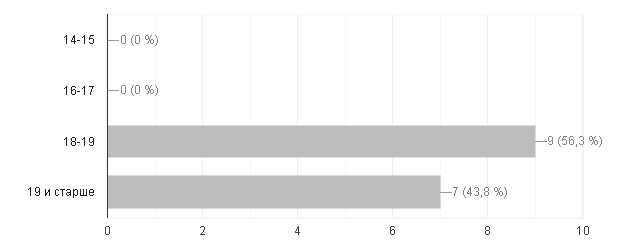 14-15
0 (0 %)
16-17
0 (0 %)
18-19
9 (56,3 %)
19 и старше
7 (43,8 %)
0 2 4 6 8 10